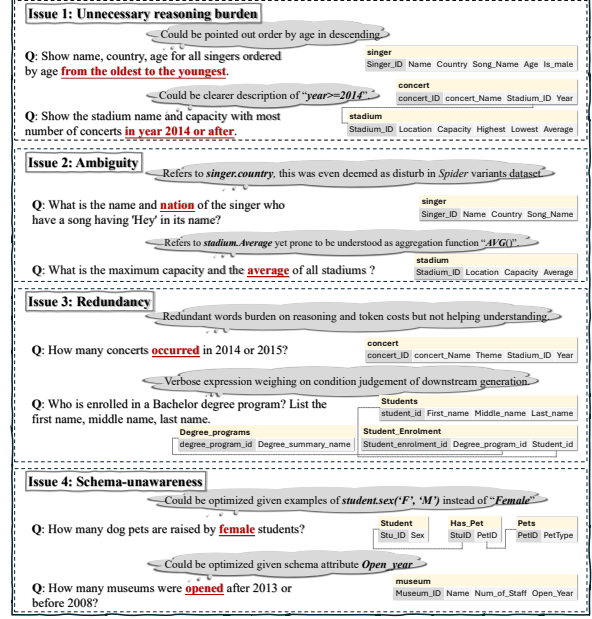 Issue 1: Unnecessary reasoning burden
Could be pointed out order by age in descending.
Q: Show name, country, age for all singers ordered
by age from the oldest to the youngest.
singer
Singer_ID Name Country Song_Name Age Is_male
Could be clearer description of "year>=2014"
Q: Show the stadium name and capacity with most
number of concerts in year 2014 or after.
concert
concert_ID concert_Name Stadium_ID Year
stadium
Stadium_ID Location Capacity Highest Lowest Average
Issue 2: Ambiguity
Refers to singer.country, this was even deemed as disturb in Spider variants dataset.
Q: What is the name and nation of the singer who
have a song having 'Hey' in its name?
singer
Singer_ID Name Country Song_Name
Refers to stadium.Average yet prone to be understood as aggregation function "AVG()".
Q: What is the maximum capacity and the average of all stadiums ?
stadium
Stadium_ID Location Capacity Average
Issue 3: Redundancy
Redundant words burden on reasoning and token costs but not helping understanding.
Q: How many concerts occurred in 2014 or 2015?
concert
concert_ID concert_Name Theme Stadium_ID Year
Verbose expression weighing on condition judgement of downstream generation.
Q: Who is enrolled in a Bachelor degree program? List the
first name, middle name, last name.
Students
student_id First_name Middle_name Last_name
Degree_programs
degree_program_id Degree_summary_name
Student_Enrolment
Student_enrolment_id Degree_program_id Student_id
Issue 4: Schema-unawareness
Could be optimized given examples of student.sex('F', 'M') instead of "Female"
Q: How many dog pets are raised by female students?
Student
Stu_ID Sex
Has_Pet
StuID PetID
Pets
PetID PetType
Could be optimized given schema attribute Open_year
Q: How many museums were opened after 2013 or
before 2008?
museum
Museum_ID Name Num_of_Staff Open_Year